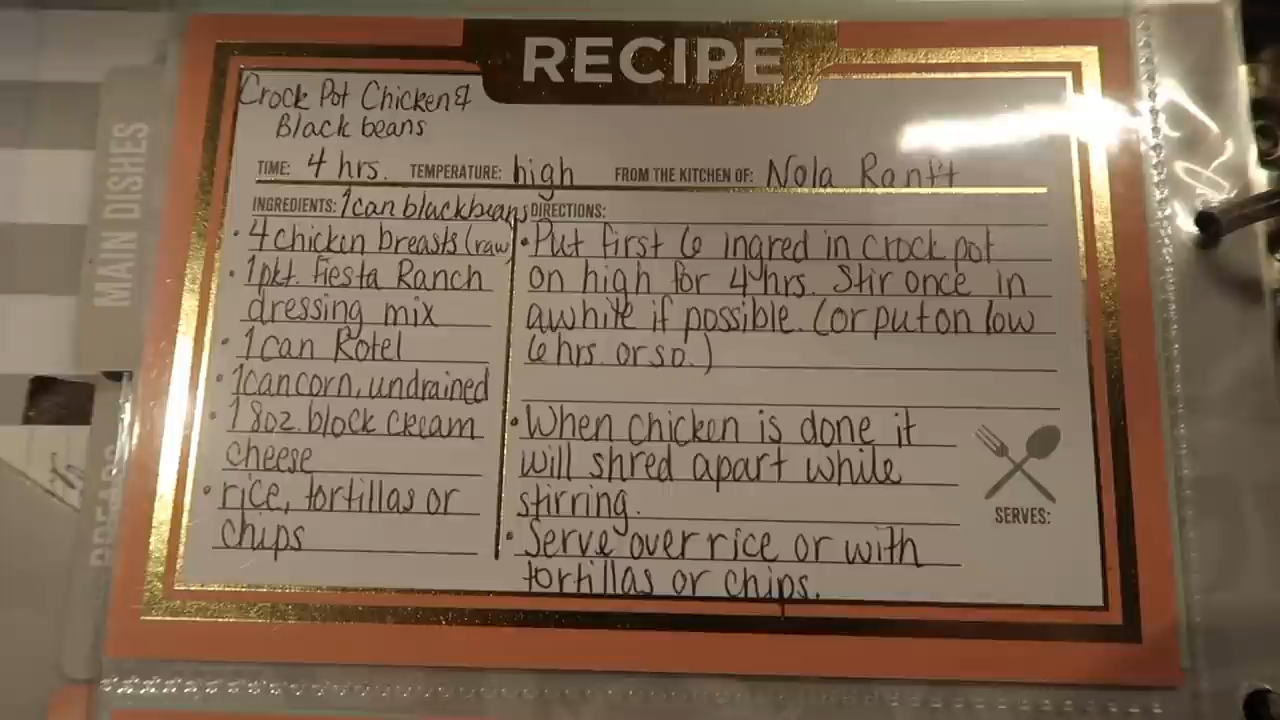 RECIPE
Crock Pot Chicken &
Black beans
TIME: 4 hrs. TEMPERATURE: high FROM THE KITCHEN OF: Nola Ranft
INGREDIENTS: 1 can blackbeans
• 4 chicken breasts (raw)
• 1 pkt. Fiesta Ranch
dressing mix
• 1 can Rotel
• 1 can corn, undrained
• 1 8oz. block cream
cheese
• rice, tortillas or
chips
DIRECTIONS:
• Put first 6 ingred in crock pot
on high for 4 hrs. Stir once in
awhile if possible. (or put on low
6 hrs. or so.)
• When chicken is done it
will shred apart while
stirring.
• Serve over rice or with
tortillas or chips.
SERVES:
MAIN DISHES